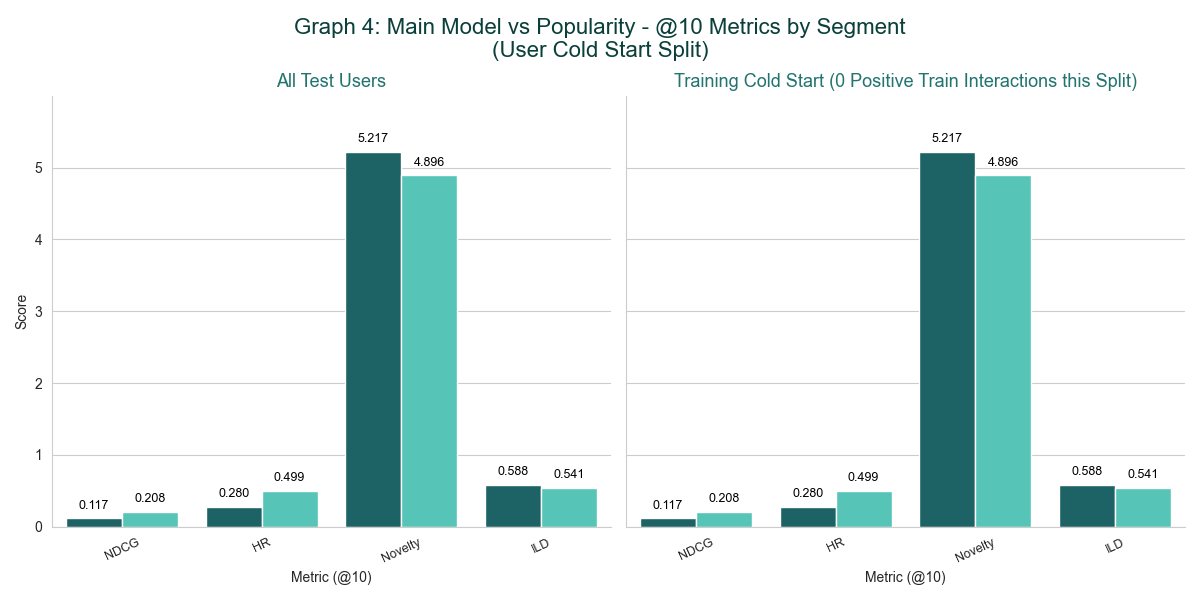 Graph 4: Main Model vs Popularity - @10 Metrics by Segment
(User Cold Start Split)
All Test Users
Training Cold Start (0 Positive Train Interactions this Split)
Score
5
4
3
2
1
0
0.117
0.208
0.280
0.499
5.217
4.896
0.588
0.541
NDCG
HR
Novelty
ILD
Metric (@10)
0.117
0.208
0.280
0.499
5.217
4.896
0.588
0.541
NDCG
HR
Novelty
ILD
Metric (@10)